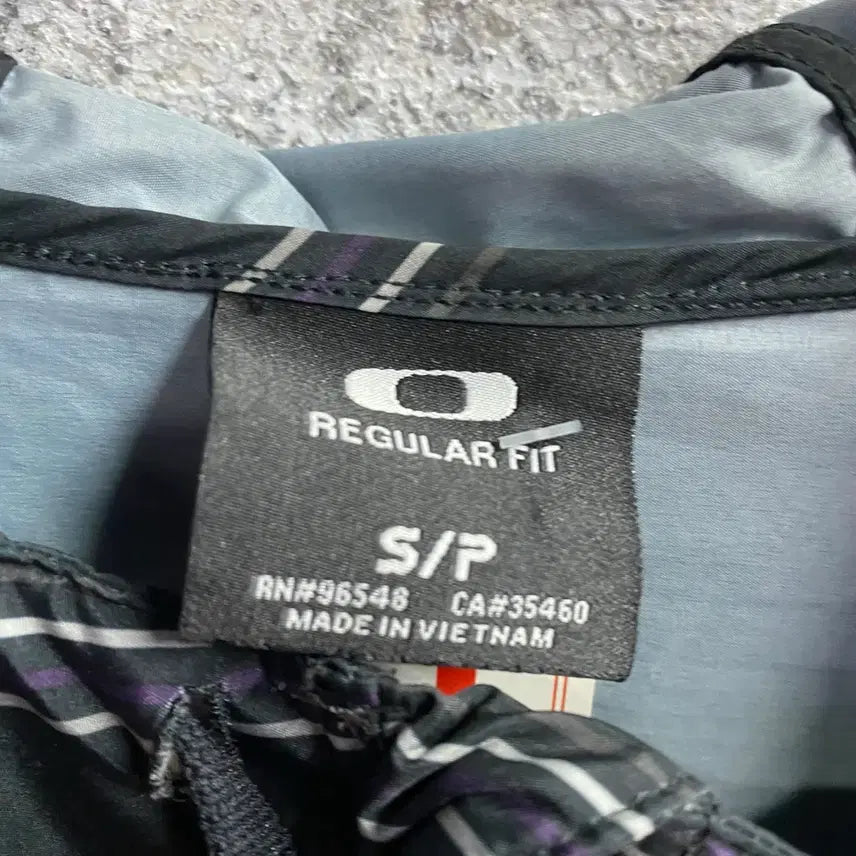 REGULAR FIT
S/P
RN#96548 CA#35460
MADE IN VIETNAM